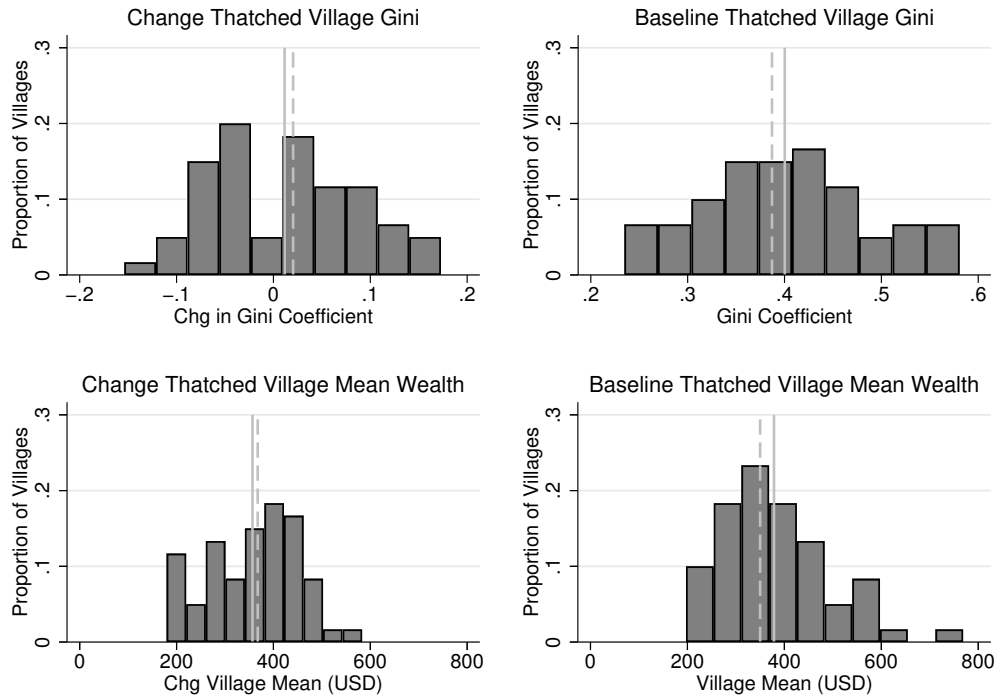 Change Thatched Village Gini
Proportion of Villages
0 .1 .2 .3
−.2 −.1 0 .1 .2
Chg in Gini Coefficient
Baseline Thatched Village Gini
Proportion of Villages
0 .1 .2 .3
.2 .3 .4 .5 .6
Gini Coefficient
Change Thatched Village Mean Wealth
Proportion of Villages
0 .1 .2 .3
0 200 400 600 800
Chg Village Mean (USD)
Baseline Thatched Village Mean Wealth
Proportion of Villages
0 .1 .2 .3
0 200 400 600 800
Village Mean (USD)